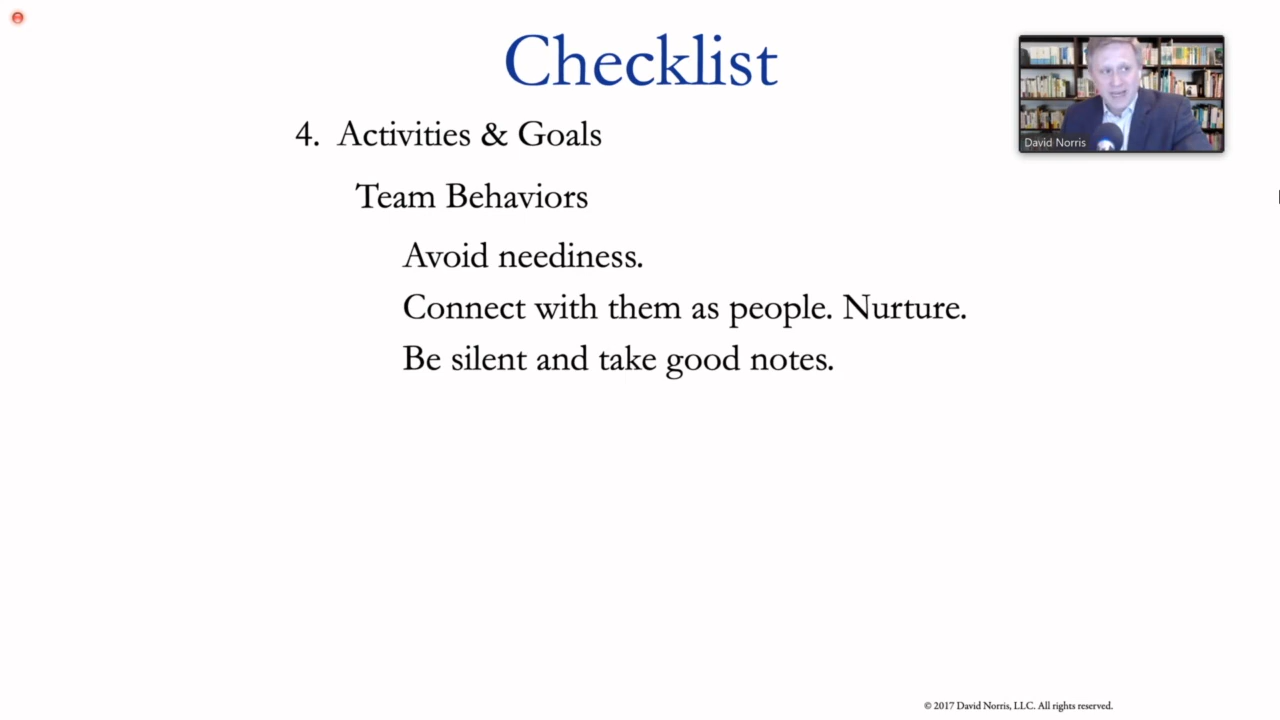 Checklist
David Norris
4. Activities & Goals
Team Behaviors
Avoid neediness.
Connect with them as people. Nurture.
Be silent and take good notes.
© 2017 David Norris, LLC. All rights reserved.